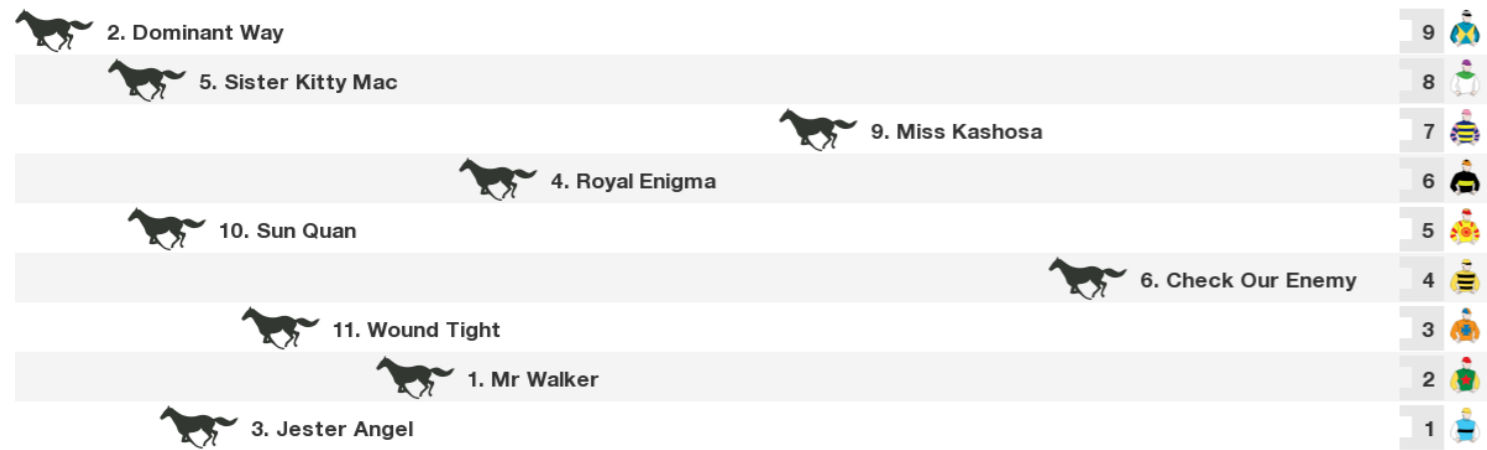 2. Dominant Way 9
5. Sister Kitty Mac 8
9. Miss Kashosa 7
4. Royal Enigma 6
10. Sun Quan 5
6. Check Our Enemy 4
11. Wound Tight 3
1. Mr Walker 2
3. Jester Angel 1